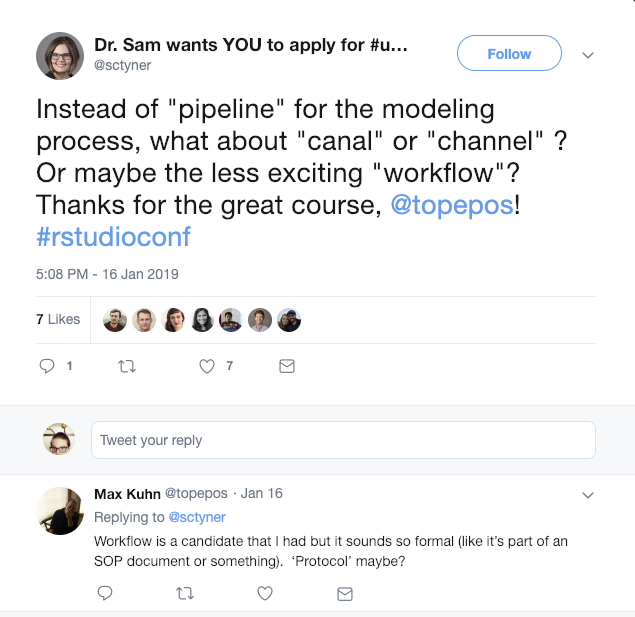 Dr. Sam wants YOU to apply for #u...
@sctyner
Follow
Instead of "pipeline" for the modeling
process, what about "canal" or "channel" ?
Or maybe the less exciting "workflow"?
Thanks for the great course, @topepos!
#rstudioconf
5:08 PM - 16 Jan 2019
7 Likes
1
7
Tweet your reply
Max Kuhn @topepos · Jan 16
Replying to @sctyner
Workflow is a candidate that I had but it sounds so formal (like it's part of an
SOP document or something).  'Protocol' maybe?